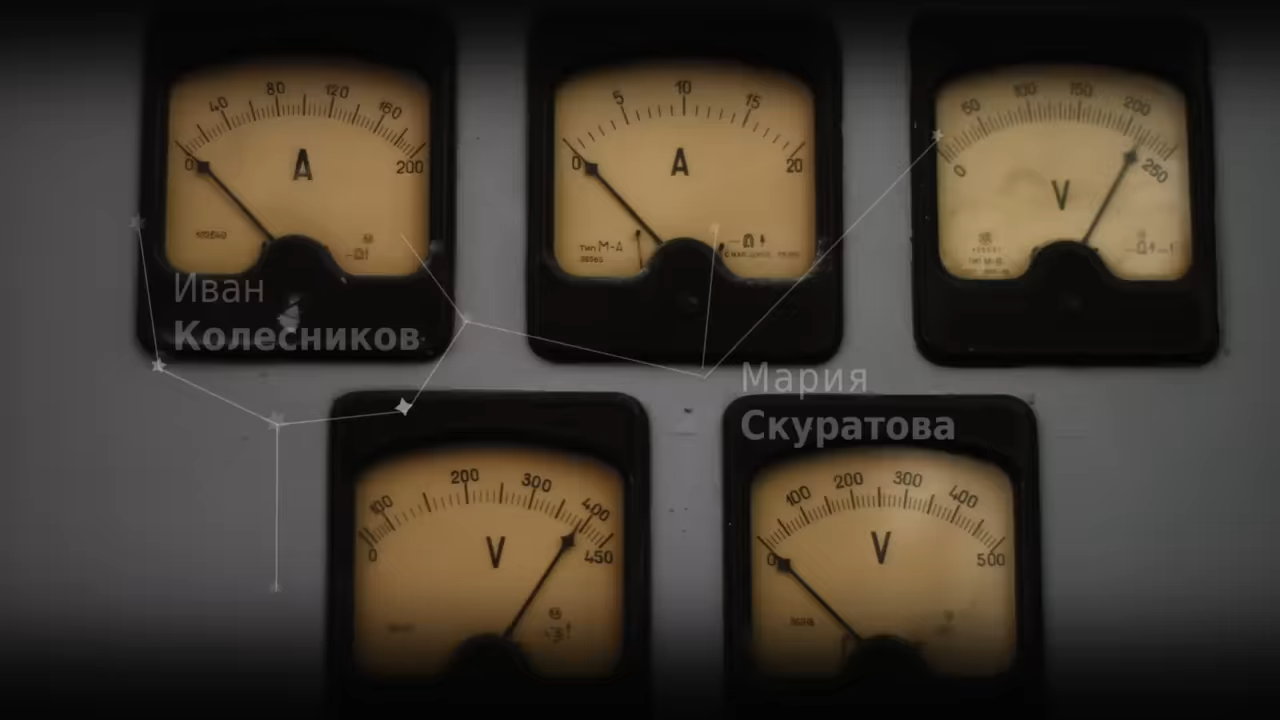 40 80 120 160
0 200
A
5 10 15
0 20
A
ТИП М-А
50 100 150 200
0 250
V
Иван
Колесников
Мария
Скуратова
100 200 300 400
0 450
V
100 200 300 400
0 500
V